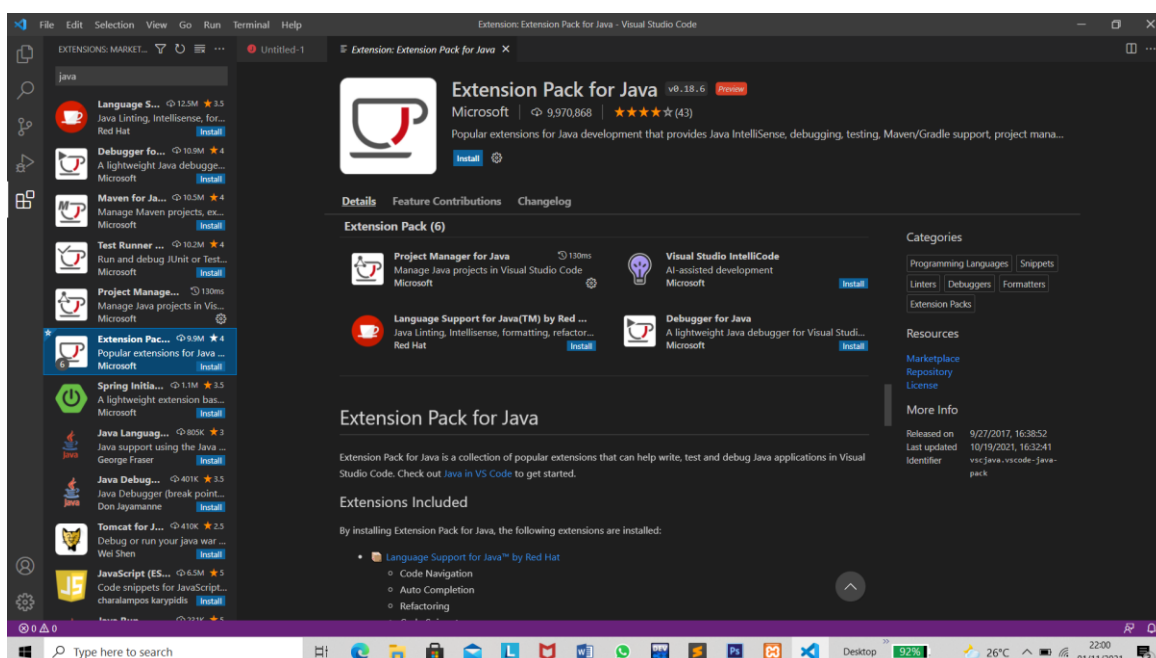 File Edit Selection View Go Run Terminal Help
Extension: Extension Pack for Java - Visual Studio Code
EXTENSIONS: MARKET...
Untitled-1
Extension: Extension Pack for Java
java
Language S... 12.5M ★3.5
Java Linting, Intellisense, for...
Red Hat Install
Debugger fo... 10.9M ★4
A lightweight Java debugge...
Microsoft Install
Maven for Ja... 10.5M ★4
Manage Maven projects, ex...
Microsoft Install
Test Runner ... 10.2M ★4
Run and debug JUnit or Test...
Microsoft Install
Project Manage... 130ms
Manage Java projects in Vis...
Microsoft
Extension Pac... 9.9M ★4
Popular extensions for Java ...
Microsoft Install
6
Spring Initia... 1.1M ★3.5
A lightweight extension bas...
Microsoft Install
Java Languag... 805K ★3
Java support using the Java ...
George Fraser Install
Java Debug... 401K ★3.5
Java Debugger (break point...
Don Jayamanne Install
Tomcat for J... 410K ★2.5
Debug or run your java war ...
Wei Shen Install
JavaScript (ES... 6.5M ★5
Code snippets for JavaScript...
charalampos karypidis Install
Extension Pack for Java v0.18.6 Preview
Microsoft 9,970,868 ★★★★☆(43)
Popular extensions for Java development that provides Java IntelliSense, debugging, testing, Maven/Gradle support, project mana...
Install
Details Feature Contributions Changelog
Extension Pack (6)
Project Manager for Java 130ms
Manage Java projects in Visual Studio Code
Microsoft
Visual Studio IntelliCode
AI-assisted development
Microsoft Install
Language Support for Java(TM) by Red ...
Java Linting, Intellisense, formatting, refactor...
Red Hat Install
Debugger for Java
A lightweight Java debugger for Visual Studi...
Microsoft Install
Extension Pack for Java
Extension Pack for Java is a collection of popular extensions that can help write, test and debug Java applications in Visual
Studio Code. Check out Java in VS Code to get started.
Extensions Included
By installing Extension Pack for Java, the following extensions are installed:
Language Support for Java™ by Red Hat
Code Navigation
Auto Completion
Refactoring
Categories
Programming Languages Snippets
Linters Debuggers Formatters
Extension Packs
Resources
Marketplace
Repository
License
More Info
Released on 9/27/2017, 16:38:52
Last updated 10/19/2021, 16:32:41
Identifier vscjava.vscode-java-
pack
0 0
Type here to search
Desktop 92% 26°C 22:00
01/11/2021